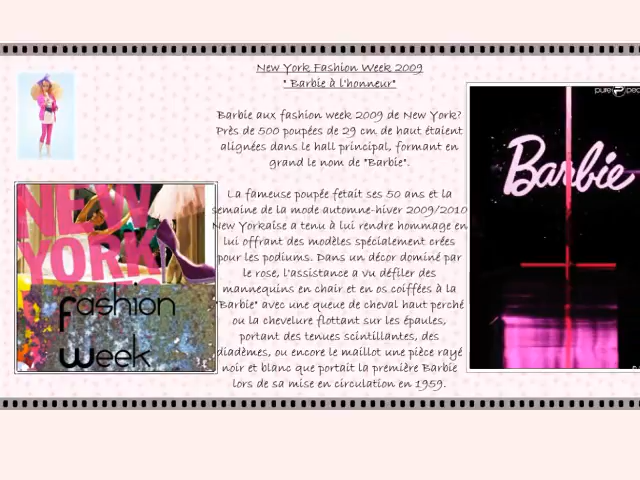 New York Fashion Week 2009
" Barbie à l'honneur"
Barbie aux fashion week 2009 de New York?
Près de 500 poupées de 29 cm de haut étaient
alignées dans le hall principal, formant en
grand le nom de "Barbie".
La fameuse poupée fêtait ses 50 ans et la
semaine de la mode automne-hiver 2009/2010
New Yorkaise a tenu à lui rendre hommage en
lui offrant des modèles spécialement crées
pour les podiums. Dans un décor dominé par
le rose, l'assistance a vu défiler des
mannequins en chair et en os coiffées à la
"Barbie" avec une queue de cheval haut perché
ou la chevelure flottant sur les épaules,
portant des tenues scintillantes, des
diadèmes, ou encore le maillot une pièce rayé
noir et blanc que portait la première Barbie
lors de sa mise en circulation en 1959.
NEW
YORK
Fashion
Week
Barbie